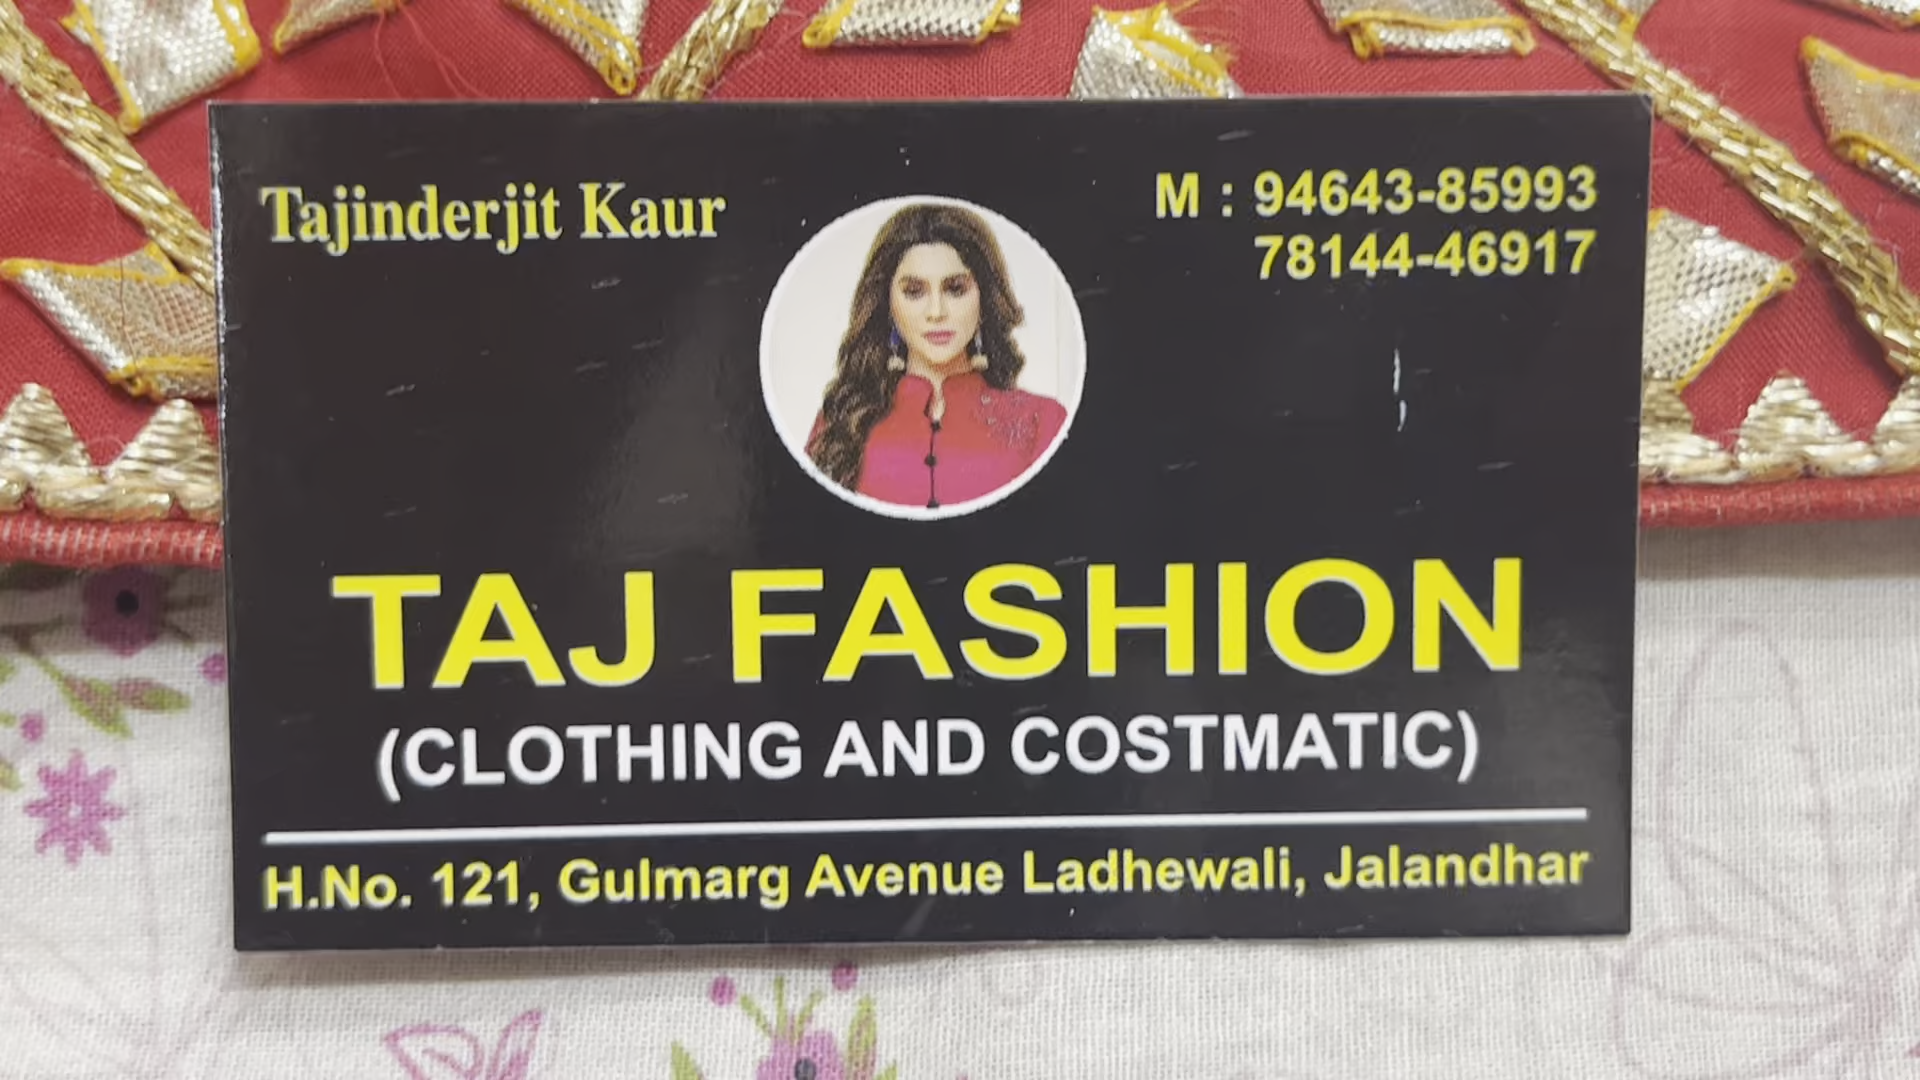 Tajinderjit Kaur
M : 94643-85993
78144-46917
TAJ FASHION
(CLOTHING AND COSTMATIC)
H.No. 121, Gulmarg Avenue Ladhewali, Jalandhar